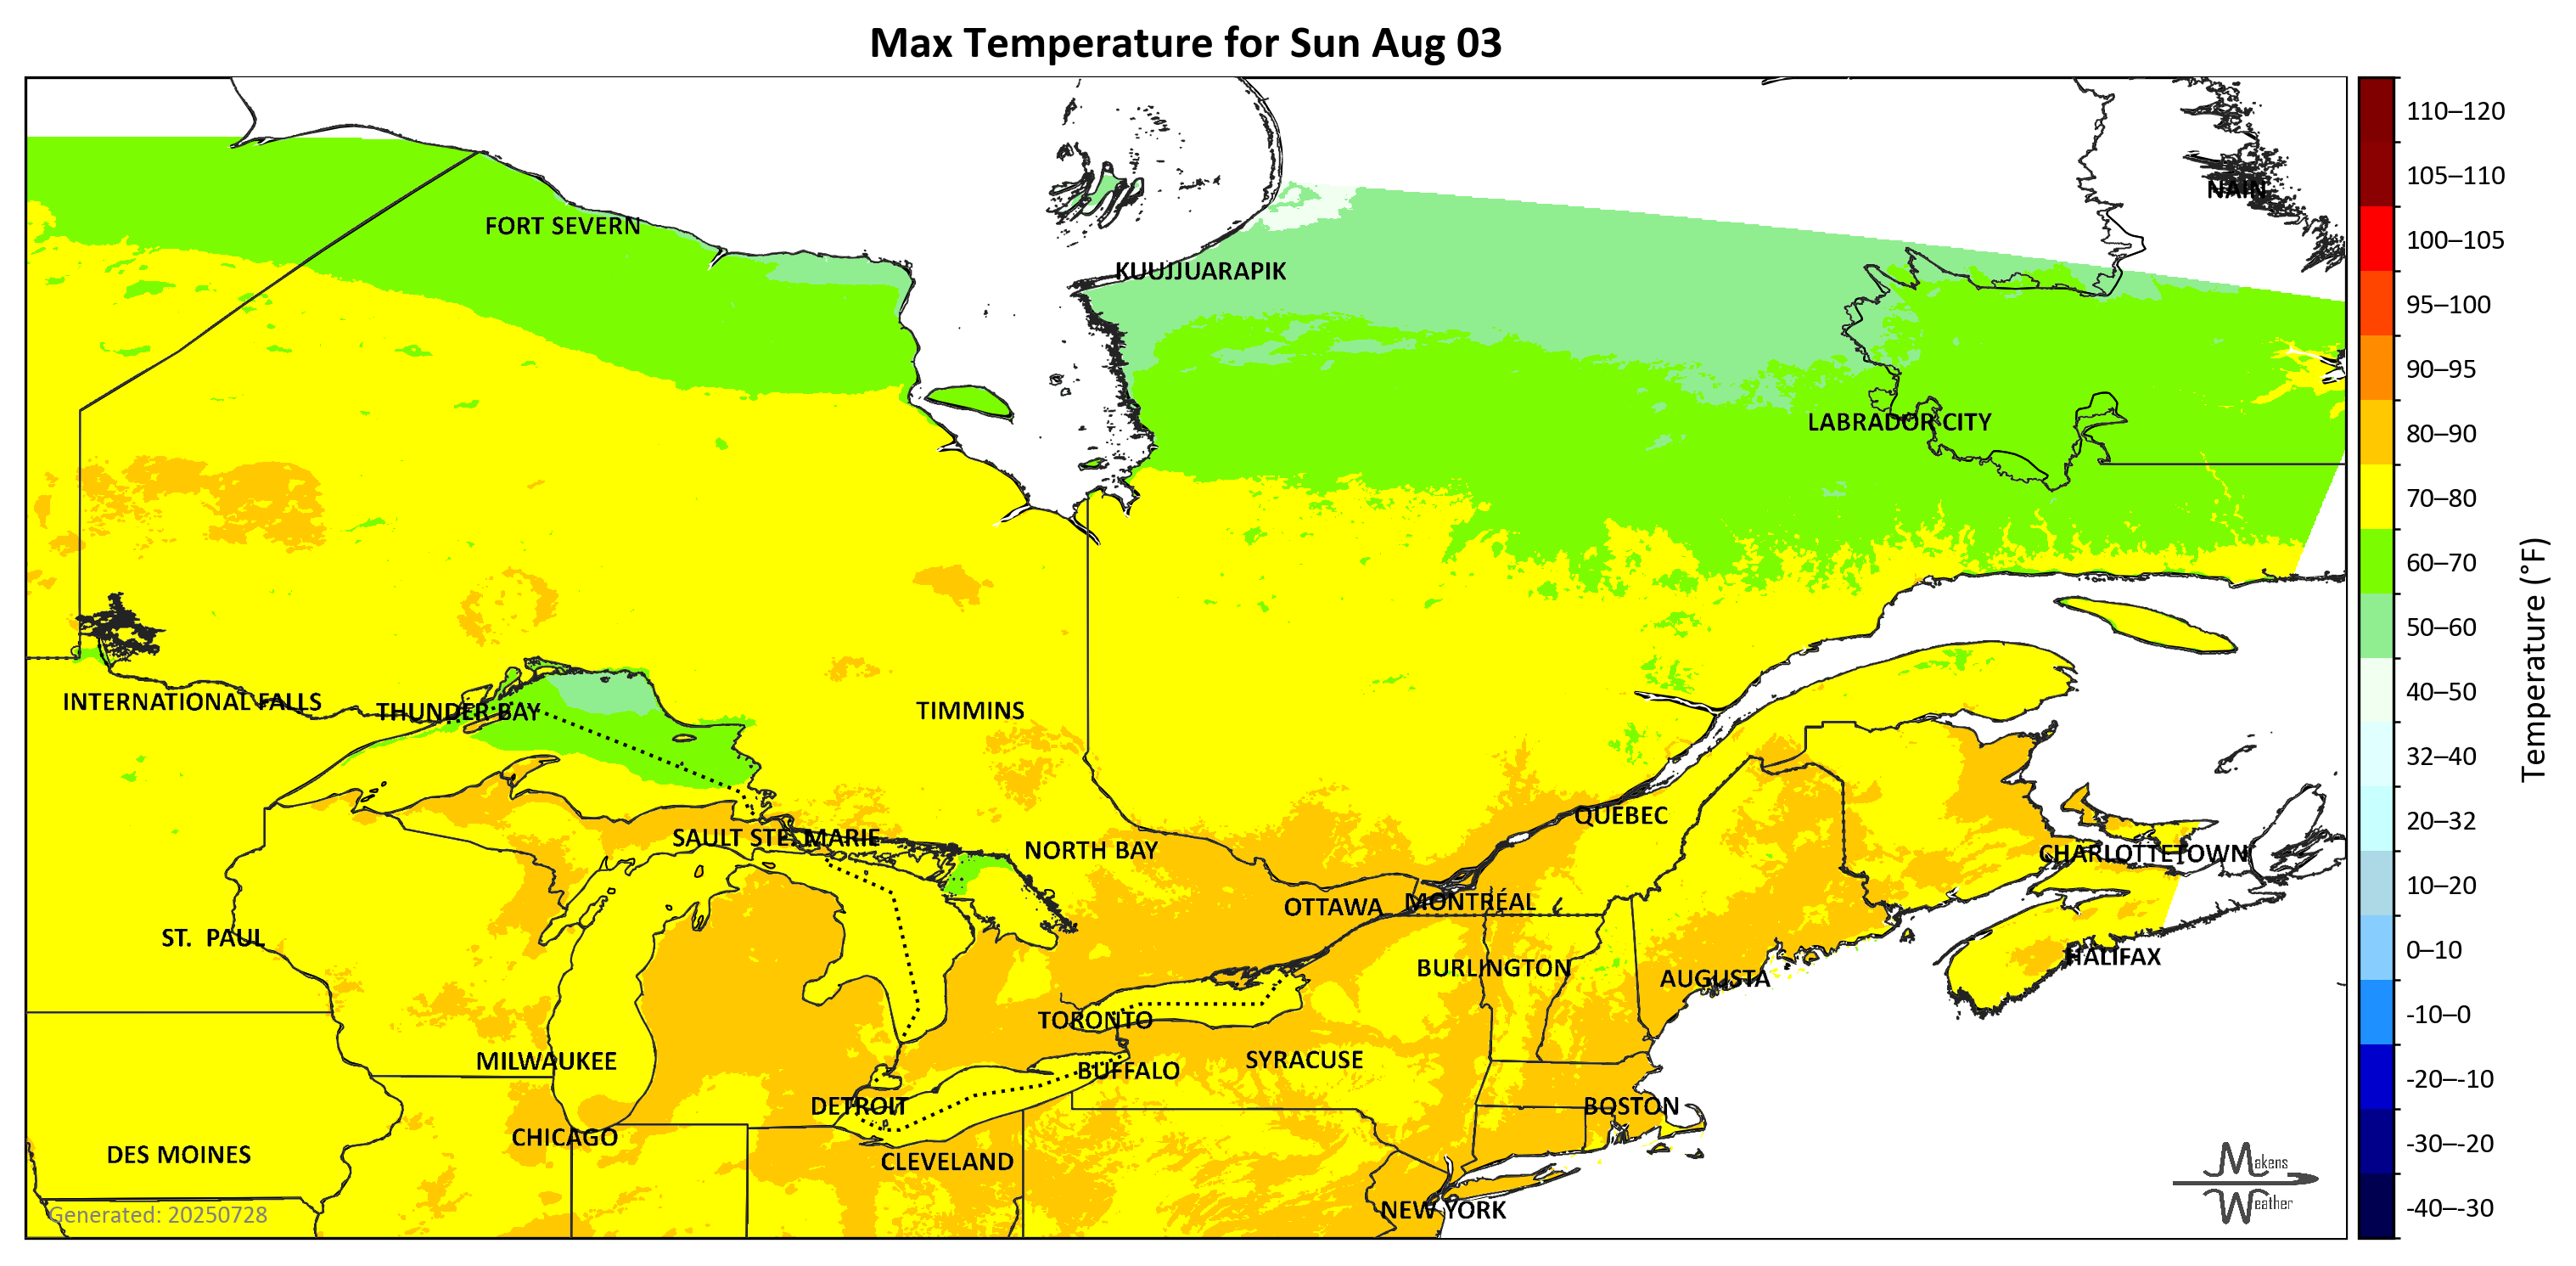 Max Temperature for Sun Aug 03
NAIN
FORT SEVERN
KUUJJUARAPIK
LABRADOR CITY
INTERNATIONAL FALLS
THUNDER BAY
TIMMINS
QUEBEC
SAULT STE. MARIE
NORTH BAY
CHARLOTTETOWN
OTTAWA
MONTRÉAL
ST. PAUL
HALIFAX
BURLINGTON
AUGUSTA
TORONTO
MILWAUKEE
SYRACUSE
BUFFALO
DETROIT
BOSTON
CHICAGO
DES MOINES
CLEVELAND
NEW YORK
Generated: 20250728
Makens
Weather
110–120
105–110
100–105
95–100
90–95
80–90
70–80
60–70
50–60
40–50
32–40
20–32
10–20
0–10
-10–0
-20–-10
-30–-20
-40–-30
Temperature (°F)